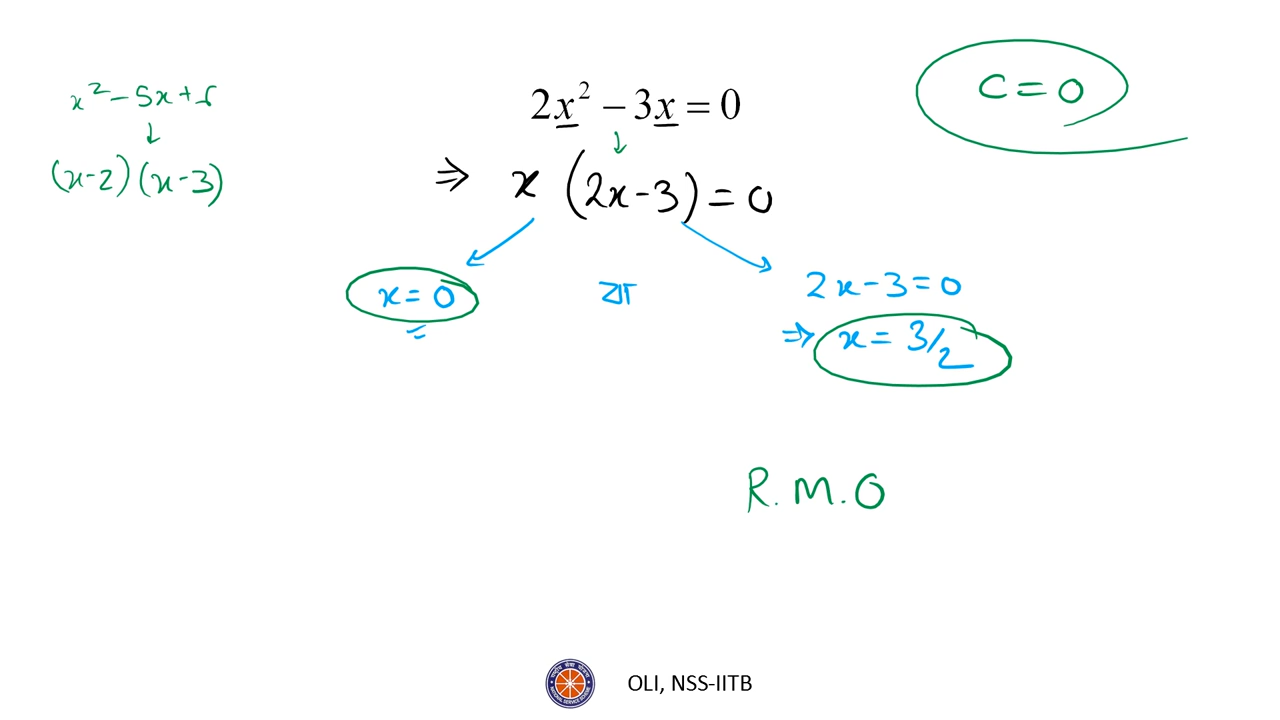 x² – 5x + 6
↓
(x-2) (x-3)
2x² − 3x = 0
⇒ x (2x-3) = 0
x = 0
या
2x-3 = 0
⇒ x = 3/2
C = 0
R. M. O
OLI, NSS-IITB